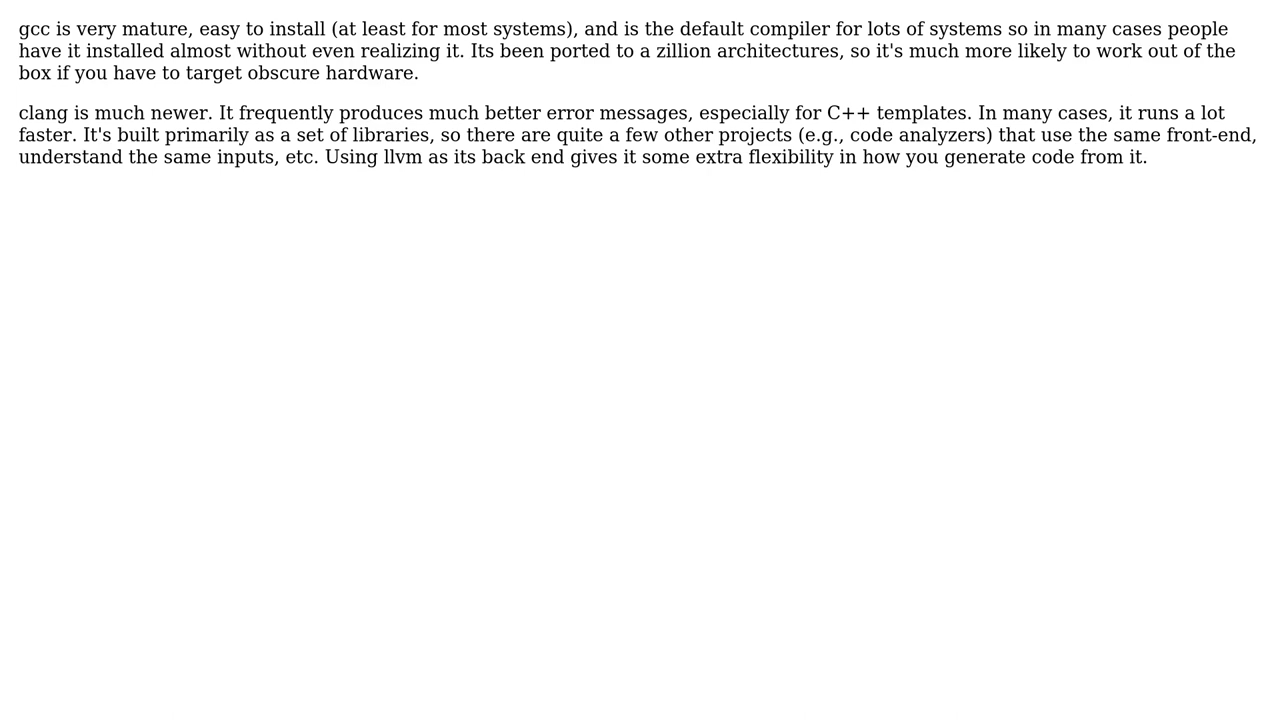 gcc is very mature, easy to install (at least for most systems), and is the default compiler for lots of systems so in many cases people
have it installed almost without even realizing it. Its been ported to a zillion architectures, so it's much more likely to work out of the
box if you have to target obscure hardware.
clang is much newer. It frequently produces much better error messages, especially for C++ templates. In many cases, it runs a lot
faster. It's built primarily as a set of libraries, so there are quite a few other projects (e.g., code analyzers) that use the same front-end,
understand the same inputs, etc. Using llvm as its back end gives it some extra flexibility in how you generate code from it.